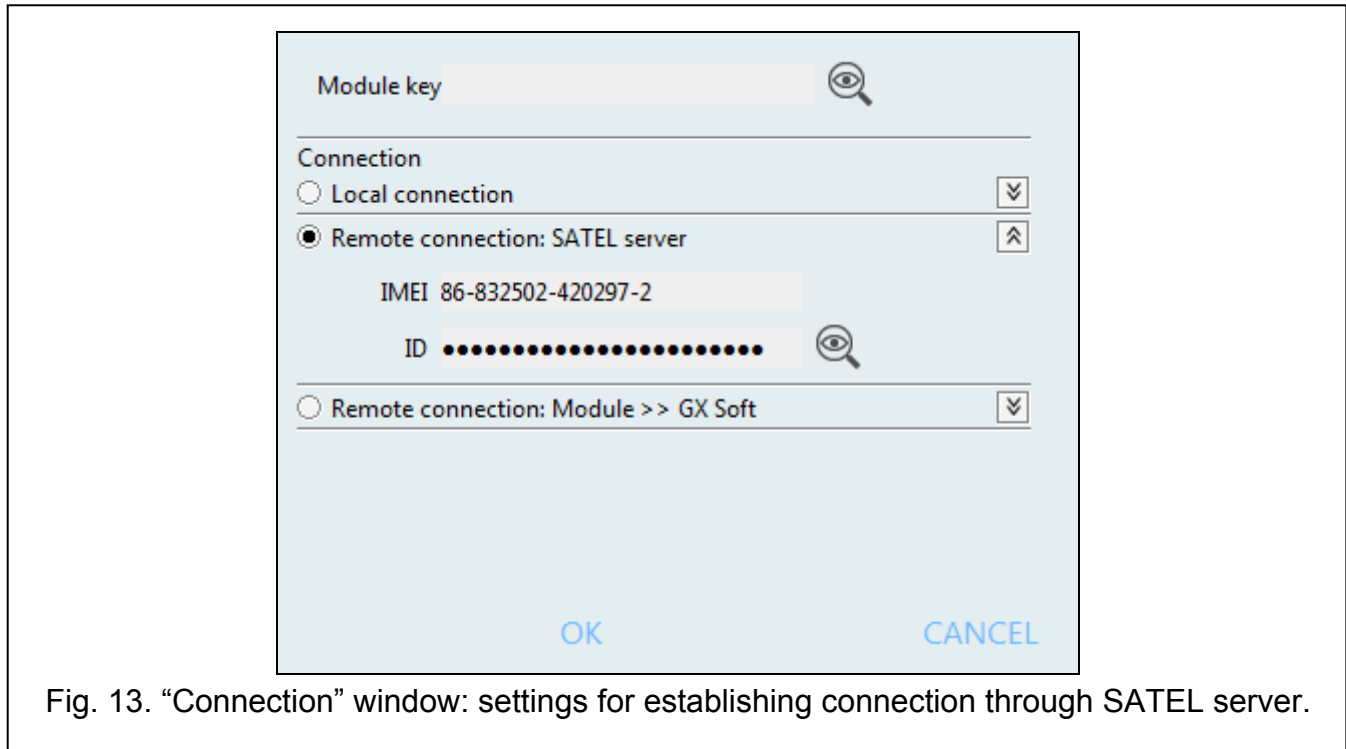 Module key
Connection
Local connection
Remote connection: SATEL server
IMEI 86-832502-420297-2
ID ●●●●●●●●●●●●●●●●●●●●●●●
Remote connection: Module >> GX Soft
OK CANCEL
Fig. 13. “Connection” window: settings for establishing connection through SATEL server.